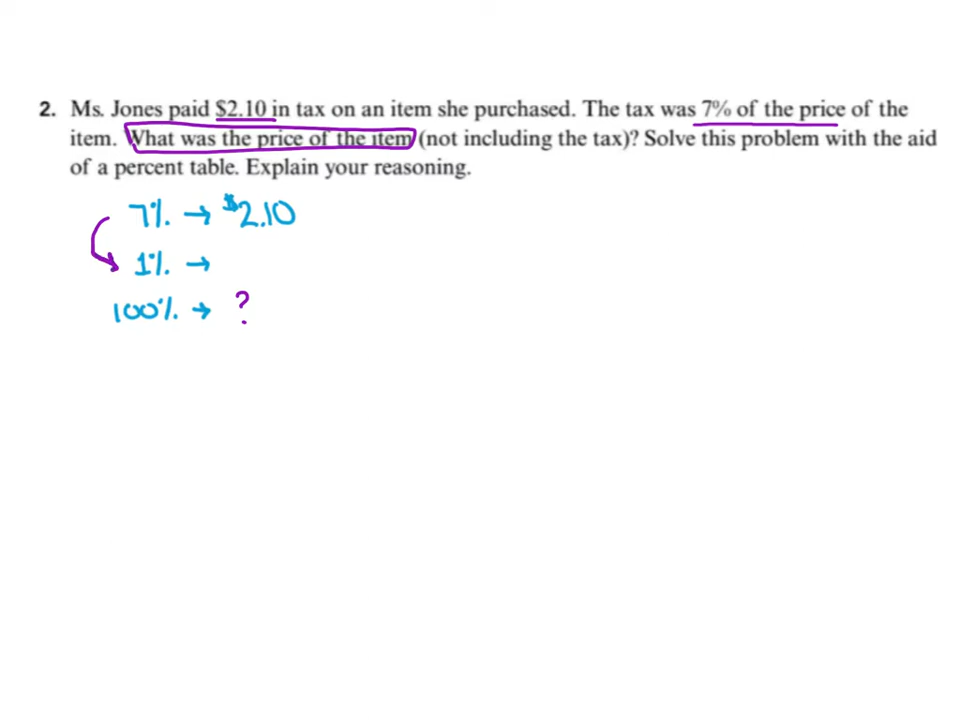 2. Ms. Jones paid $2.10 in tax on an item she purchased. The tax was 7% of the price of the
item. What was the price of the item (not including the tax)? Solve this problem with the aid
of a percent table. Explain your reasoning.
7% → $2.10
1% →
100% → ?